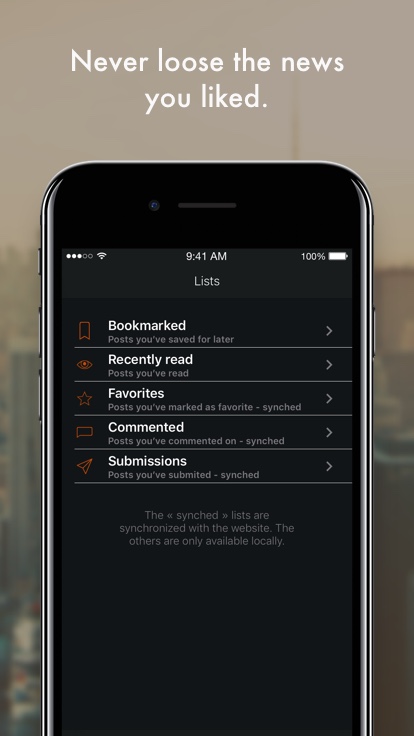 Never loose the news
you liked.
9:41 AM
100%
Lists
Bookmarked
Posts you've saved for later
Recently read
Posts you've read
Favorites
Posts you've marked as favorite - synched
Commented
Posts you've commented on - synched
Submissions
Posts you've submited - synched
The « synched » lists are
synchronized with the website. The
others are only available locally.